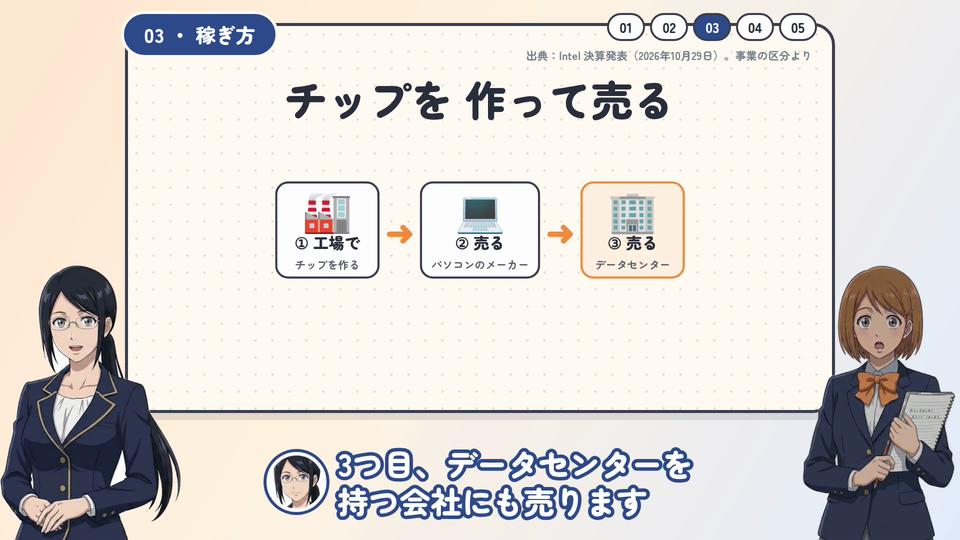 03 ・ 稼ぎ方
01 02 03 04 05
出典：Intel 決算発表（2026年10月29日）。事業の区分より
チップを 作って売る
① 工場で
チップを作る
② 売る
パソコンのメーカー
③ 売る
データセンター
3つ目、データセンターを
持つ会社にも売ります